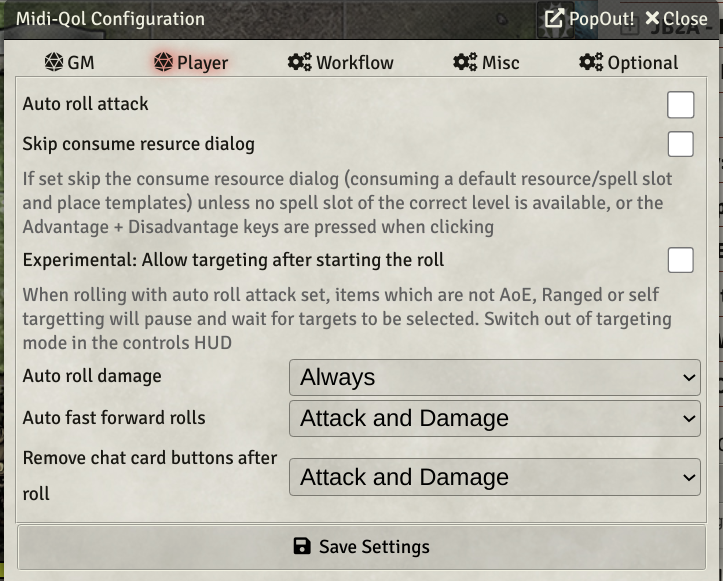 Midi-Qol Configuration PopOut! Close
GM Player Workflow Misc Optional
Auto roll attack
Skip consume resurce dialog
If set skip the consume resource dialog (consuming a default resource/spell slot
and place templates) unless no spell slot of the correct level is available, or the
Advantage + Disadvantage keys are pressed when clicking
Experimental: Allow targeting after starting the roll
When rolling with auto roll attack set, items which are not AoE, Ranged or self
targetting will pause and wait for targets to be selected. Switch out of targeting
mode in the controls HUD
Auto roll damage Always
Auto fast forward rolls Attack and Damage
Remove chat card buttons after
roll Attack and Damage
Save Settings